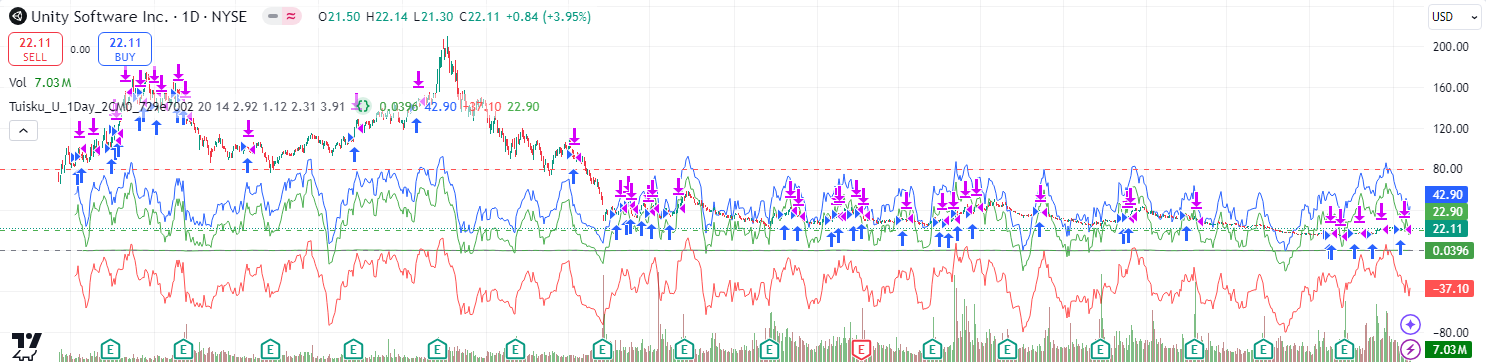 Unity Software Inc. · 1D · NYSE O21.50 H22.14 L21.30 C22.11 +0.84 (+3.95%)
USD
22.11 SELL 0.00 22.11 BUY
Vol 7.03 M
Tuisku_U_1Day_2CM0_729e7002 20 14 2.92 1.12 2.31 3.91 {} 0.0396 42.90 −37.10 22.90
200.00
160.00
120.00
80.00
42.90
22.90
22.11
0.0396
−37.10
−80.00
7.03 M
E E E E E E E E E E E E E E E E